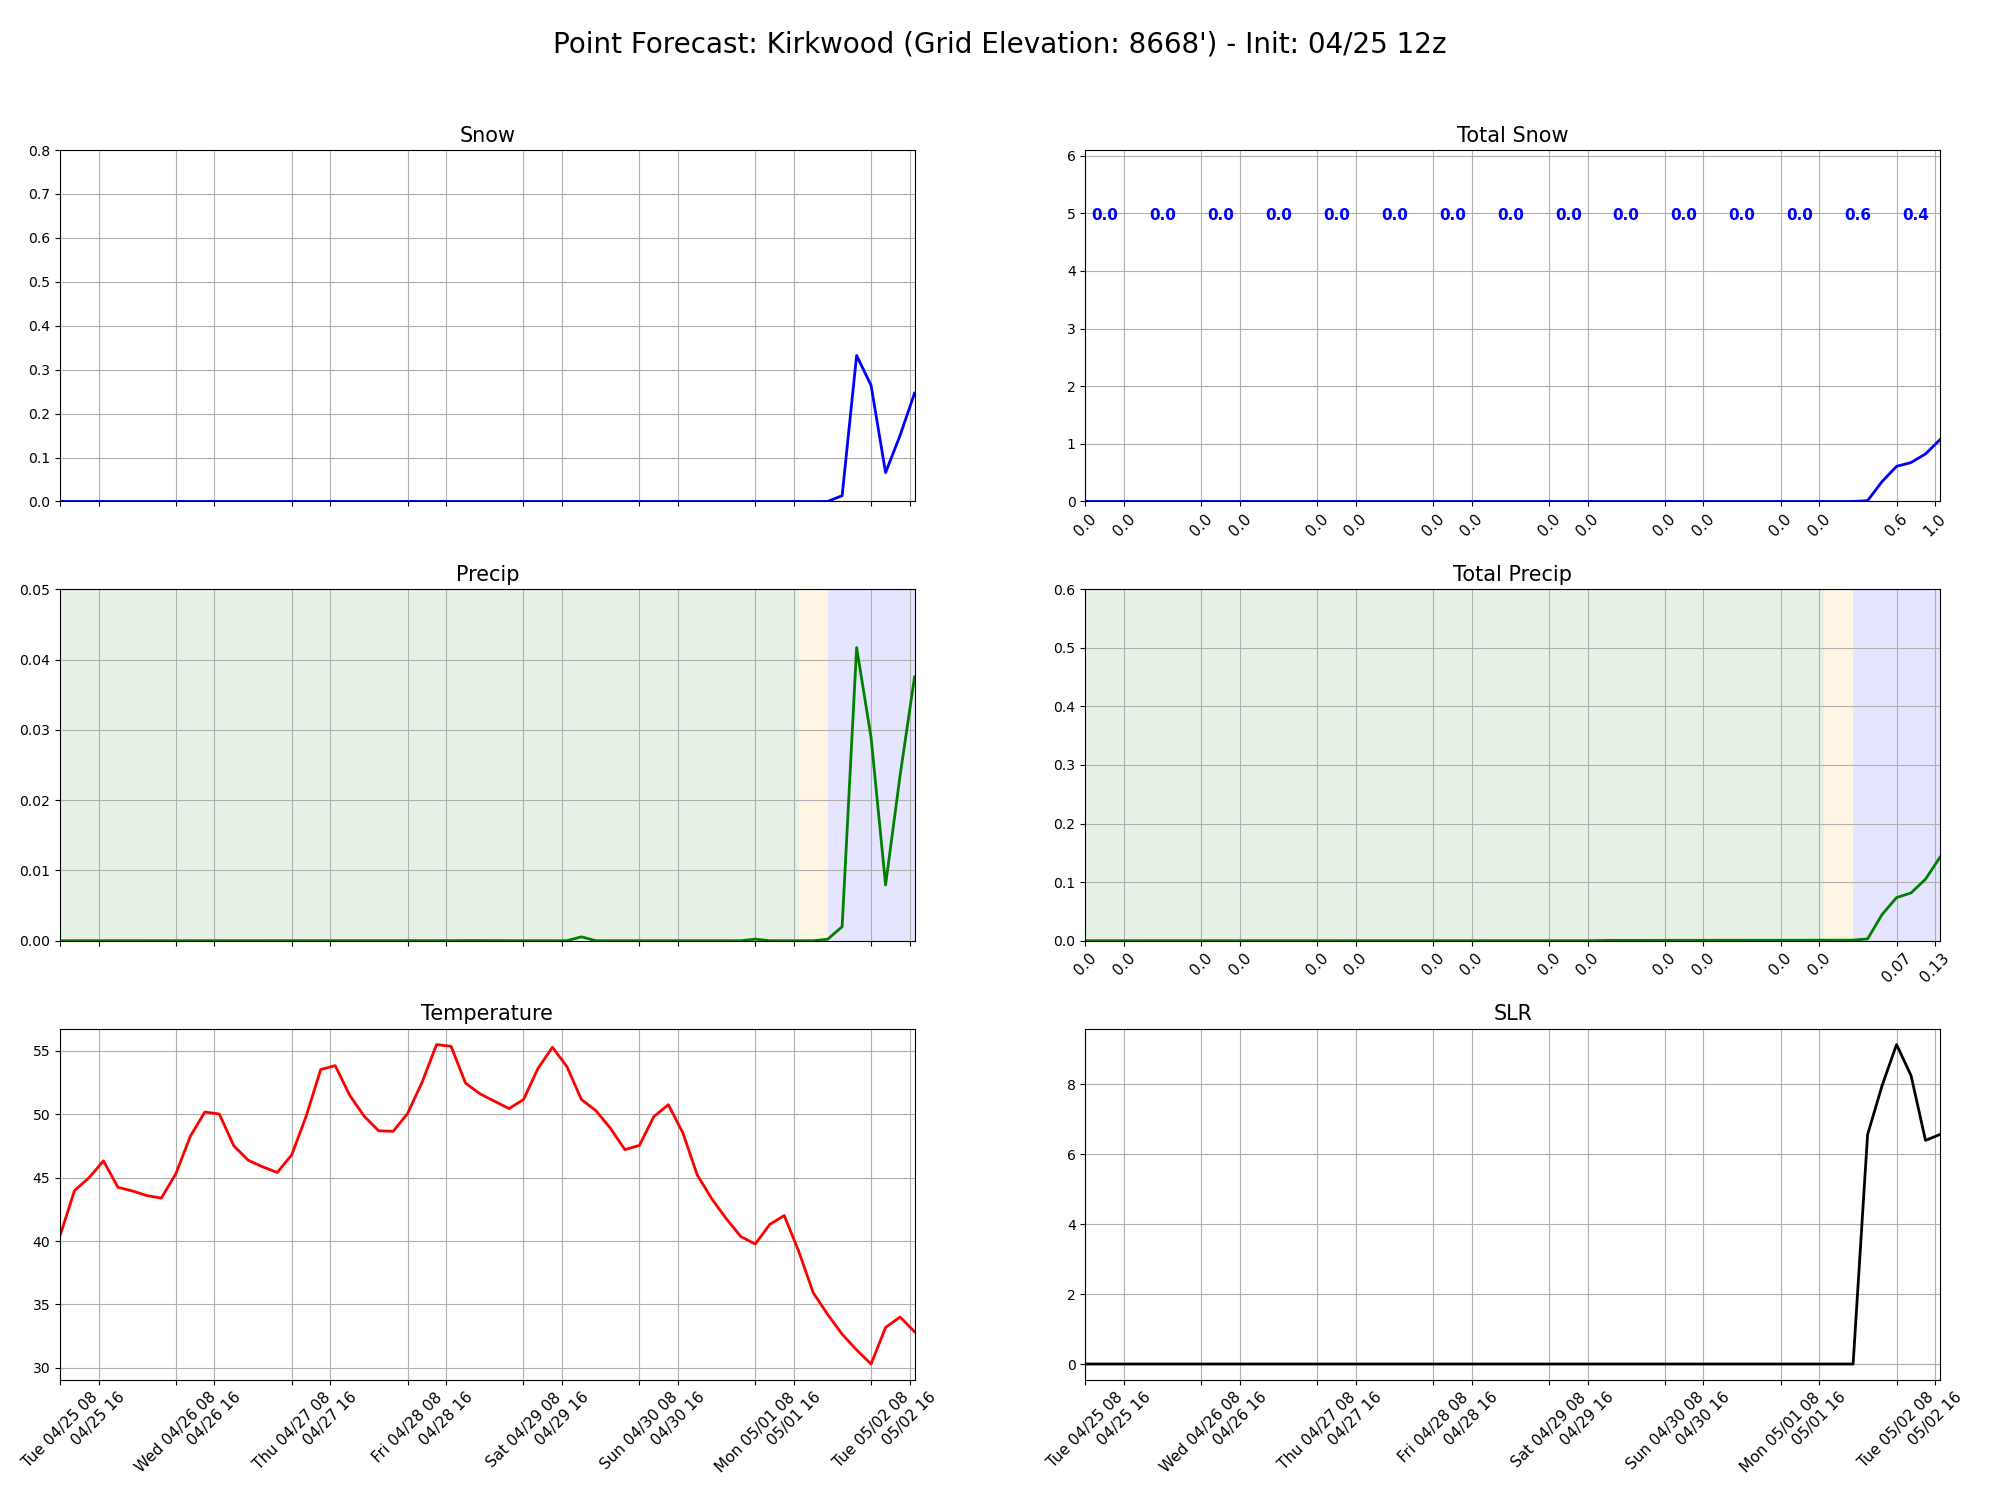 Point Forecast: Kirkwood (Grid Elevation: 8668') - Init: 04/25 12z
Snow
0.8
0.7
0.6
0.5
0.4
0.3
0.2
0.1
0.0
Total Snow
6
5
4
3
2
1
0
0.0 0.0 0.0 0.0 0.0 0.0 0.0 0.0 0.0 0.0 0.0 0.0 0.0 0.6 0.4
0.0 0.0 0.0 0.0 0.0 0.0 0.0 0.0 0.0 0.0 0.0 0.0 0.0 0.0 0.6 1.0
Precip
0.05
0.04
0.03
0.02
0.01
0.00
Total Precip
0.6
0.5
0.4
0.3
0.2
0.1
0.0
0.0 0.0 0.0 0.0 0.0 0.0 0.0 0.0 0.0 0.0 0.0 0.0 0.0 0.0 0.07 0.13
Temperature
55
50
45
40
35
30
Tue 04/25 08
04/25 16
Wed 04/26 08
04/26 16
Thu 04/27 08
04/27 16
Fri 04/28 08
04/28 16
Sat 04/29 08
04/29 16
Sun 04/30 08
04/30 16
Mon 05/01 08
05/01 16
Tue 05/02 08
05/02 16
SLR
8
6
4
2
0
Tue 04/25 08
04/25 16
Wed 04/26 08
04/26 16
Thu 04/27 08
04/27 16
Fri 04/28 08
04/28 16
Sat 04/29 08
04/29 16
Sun 04/30 08
04/30 16
Mon 05/01 08
05/01 16
Tue 05/02 08
05/02 16